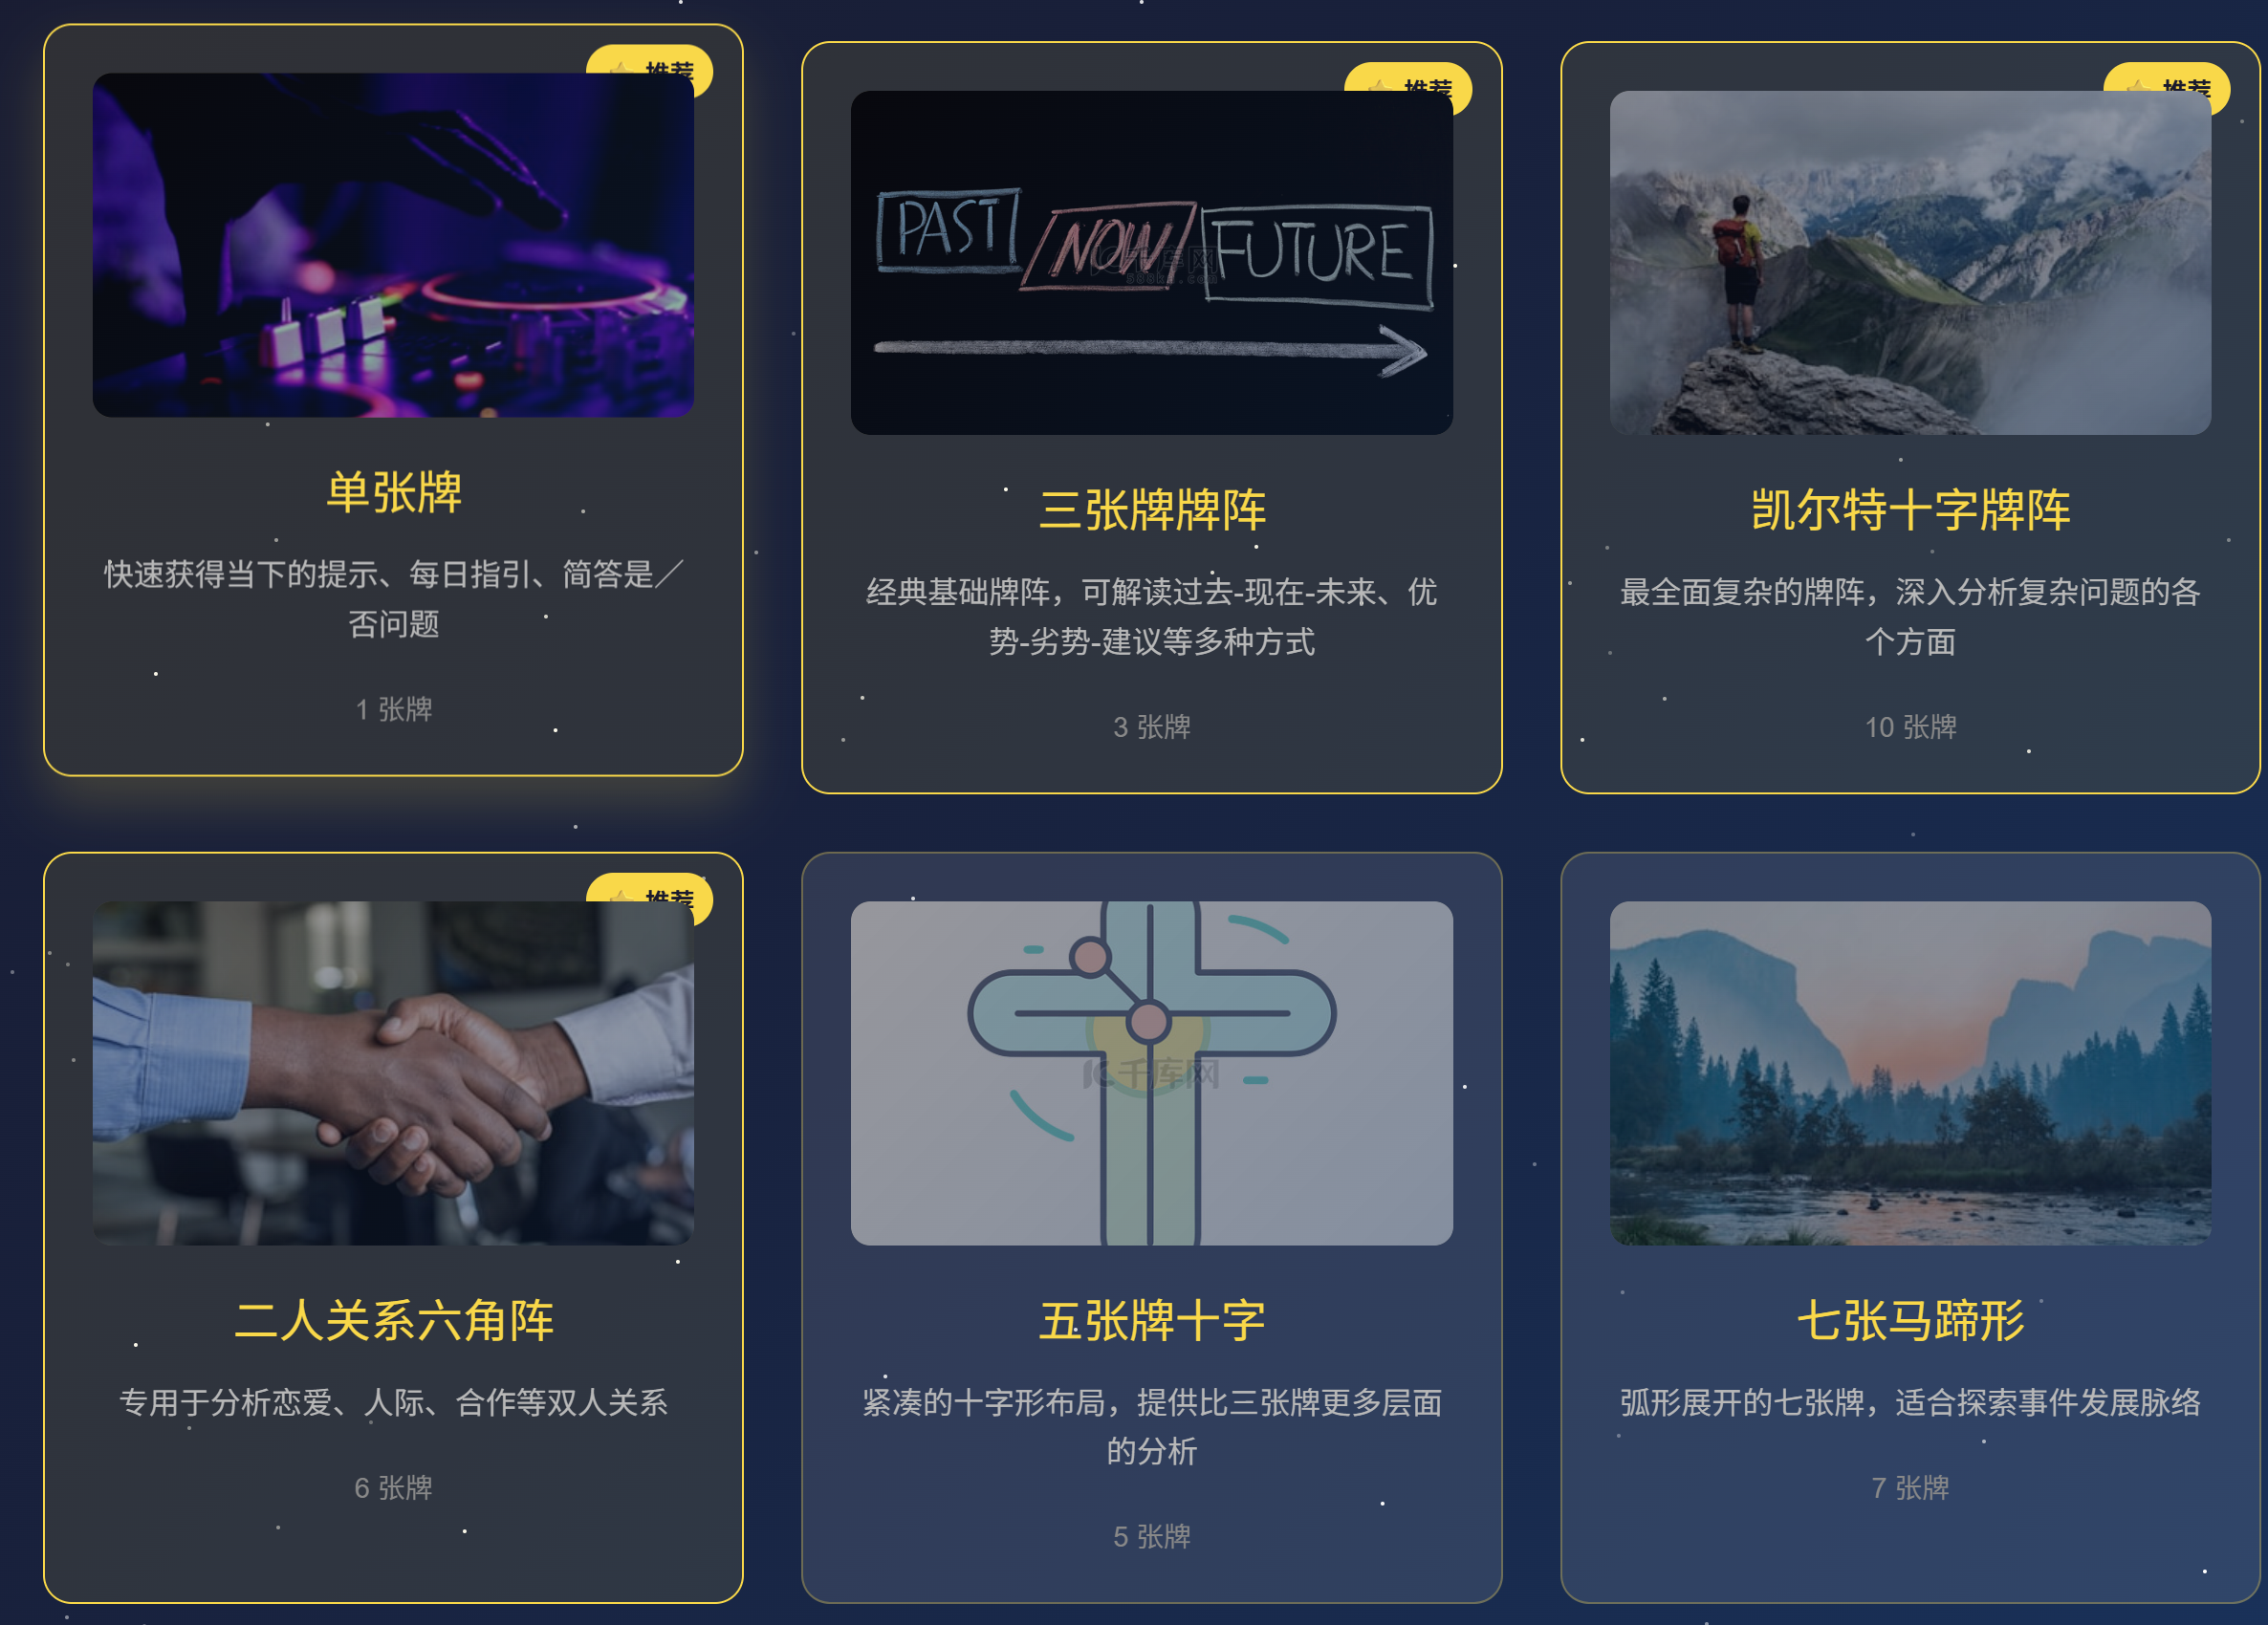 推荐
推荐
推荐
PAST NOW FUTURE
单张牌
快速获得当下的提示、每日指引、简答是／
否问题
1 张牌
三张牌牌阵
经典基础牌阵，可解读过去-现在-未来、优
势-劣势-建议等多种方式
3 张牌
凯尔特十字牌阵
最全面复杂的牌阵，深入分析复杂问题的各
个方面
10 张牌
推荐
千库网
二人关系六角阵
专用于分析恋爱、人际、合作等双人关系
6 张牌
五张牌十字
紧凑的十字形布局，提供比三张牌更多层面
的分析
5 张牌
七张马蹄形
弧形展开的七张牌，适合探索事件发展脉络
7 张牌